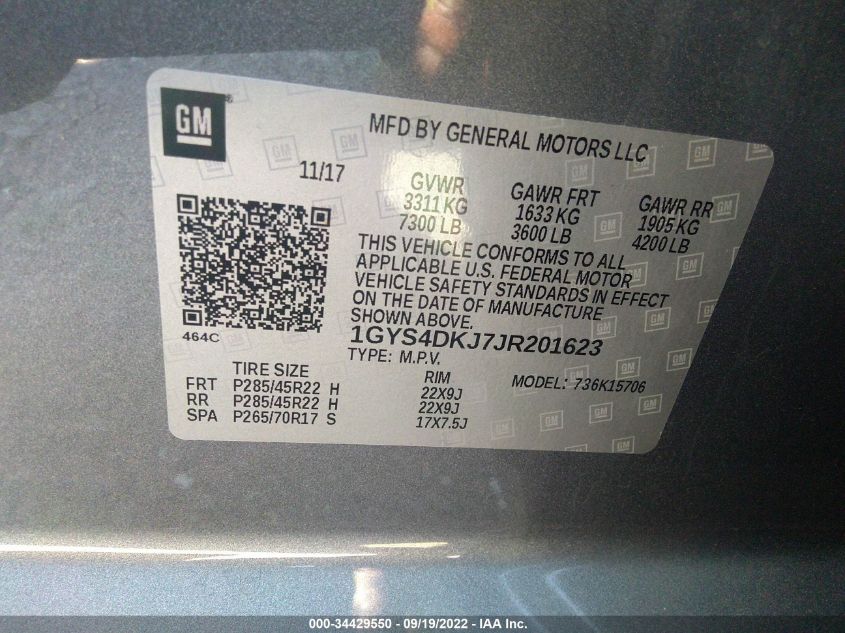 GM ®
MFD BY GENERAL MOTORS LLC
11/17
GVWR GAWR FRT GAWR RR
3311 KG 1633 KG 1905 KG
7300 LB 3600 LB 4200 LB
THIS VEHICLE CONFORMS TO ALL
APPLICABLE U.S. FEDERAL MOTOR
VEHICLE SAFETY STANDARDS IN EFFECT
ON THE DATE OF MANUFACTURE
SHOWN ABOVE.
464C
1GYS4DKJ7JR201623
TYPE: M.P.V.
MODEL: 736K15706
TIRE SIZE RIM
FRT P285/45R22 H 22X9J
RR P285/45R22 H 22X9J
SPA P265/70R17 S 17X7.5J
000-34429550 - 09/19/2022 - IAA Inc.